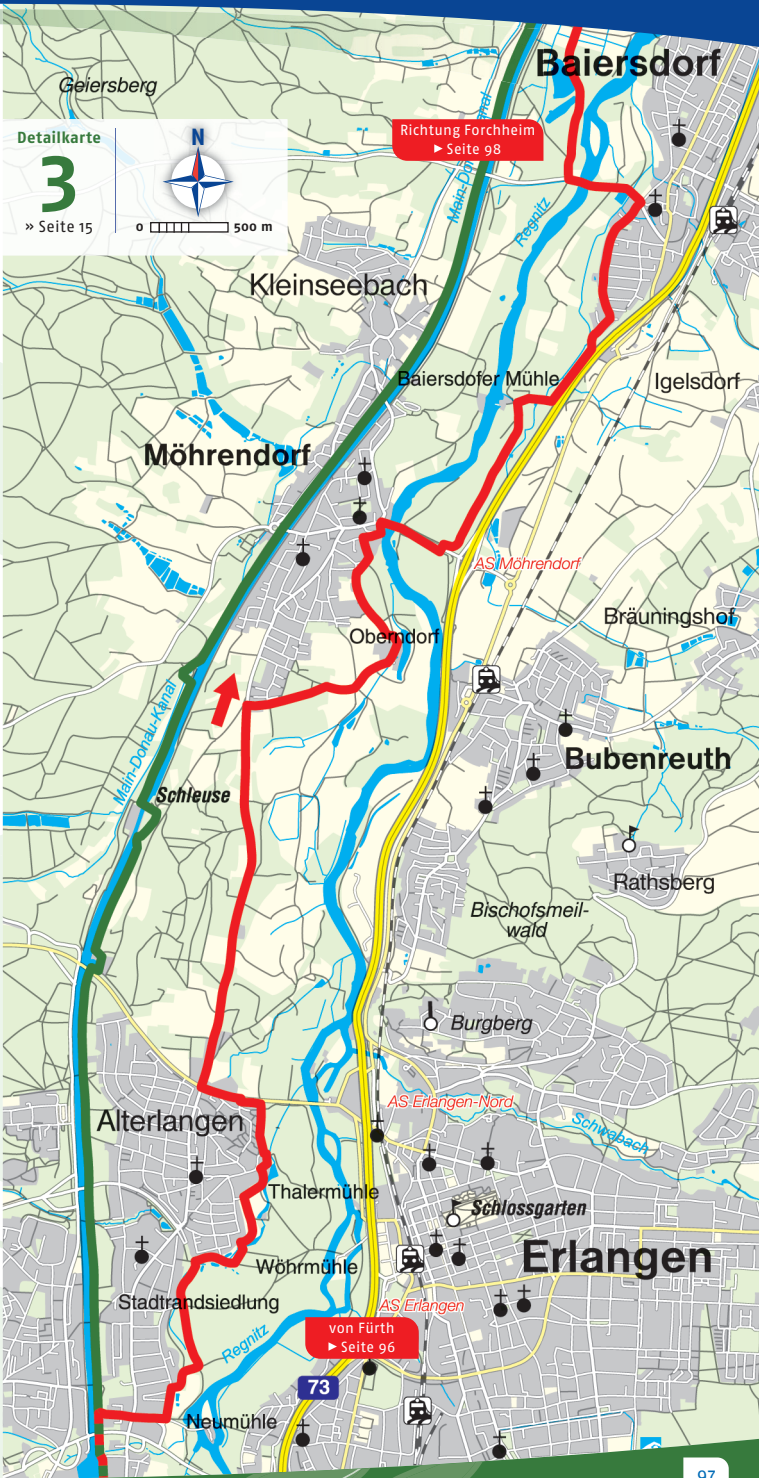 Baiersdorf
Geiersberg
Detailkarte
3
» Seite 15
N
0 500 m
Richtung Forchheim
▸ Seite 98
Main-Donau-Kanal
Regnitz
Kleinseebach
Baiersdofer Mühle
Igelsdorf
Möhrendorf
AS Möhrendorf
Bräuningshof
Oberndorf
Main-Donau-Kanal
Bubenreuth
Schleuse
Rathsberg
Bischofsmeil-
wald
Burgberg
AS Erlangen-Nord
Schwabach
Alterlangen
Thalermühle
Schlossgarten
Erlangen
Wöhrmühle
Stadtrandsiedlung
AS Erlangen
von Fürth
▸ Seite 96
Regnitz
73
Neumühle
97